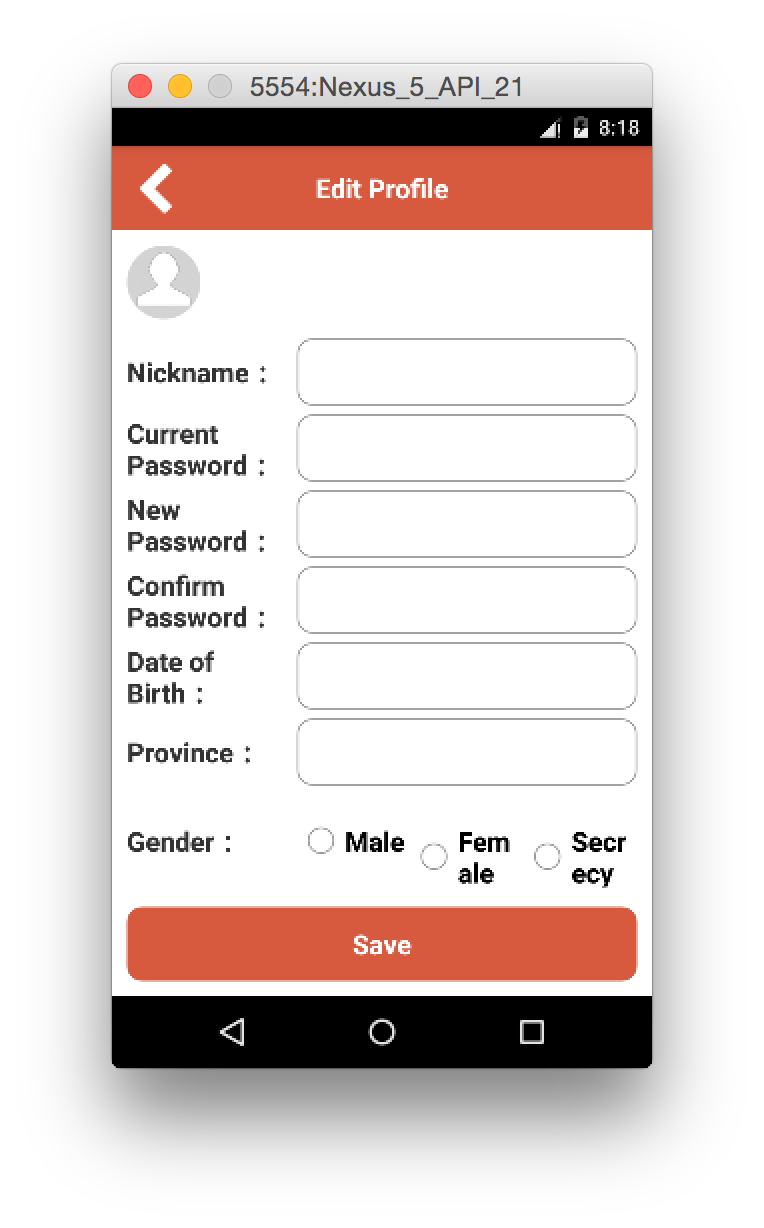 5554:Nexus_5_API_21
8:18
Edit Profile
Nickname :
Current
Password :
New
Password :
Confirm
Password :
Date of
Birth :
Province :
Gender :
Male
Fem
ale
Secr
ecy
Save